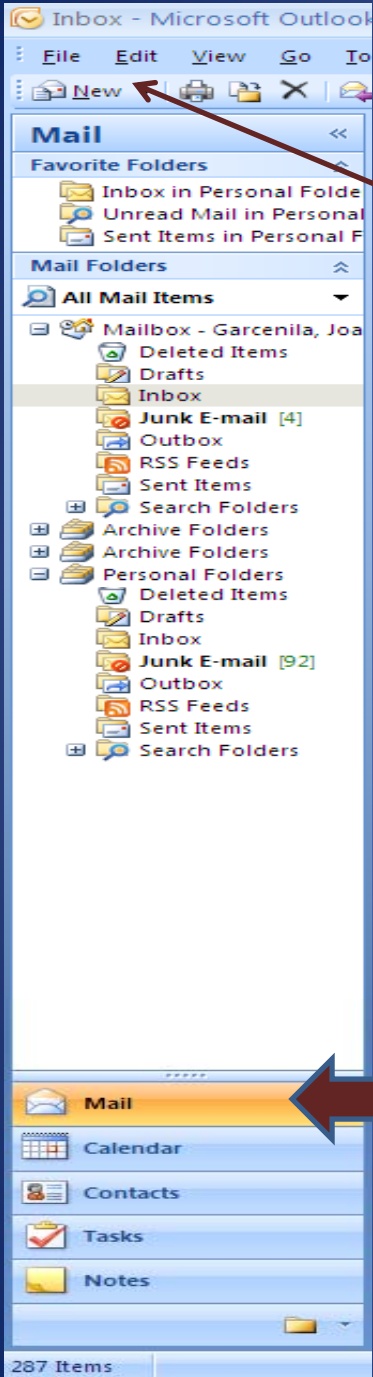 Inbox - Microsoft Outlook
File Edit View Go To
New
Mail
Favorite Folders
Inbox in Personal Folde
Unread Mail in Personal
Sent Items in Personal F
Mail Folders
All Mail Items
Mailbox - Garcenila, Joa
Deleted Items
Drafts
Inbox
Junk E-mail [4]
Outbox
RSS Feeds
Sent Items
Search Folders
Archive Folders
Archive Folders
Personal Folders
Deleted Items
Drafts
Inbox
Junk E-mail [92]
Outbox
RSS Feeds
Sent Items
Search Folders
Mail
Calendar
Contacts
Tasks
Notes
287 Items